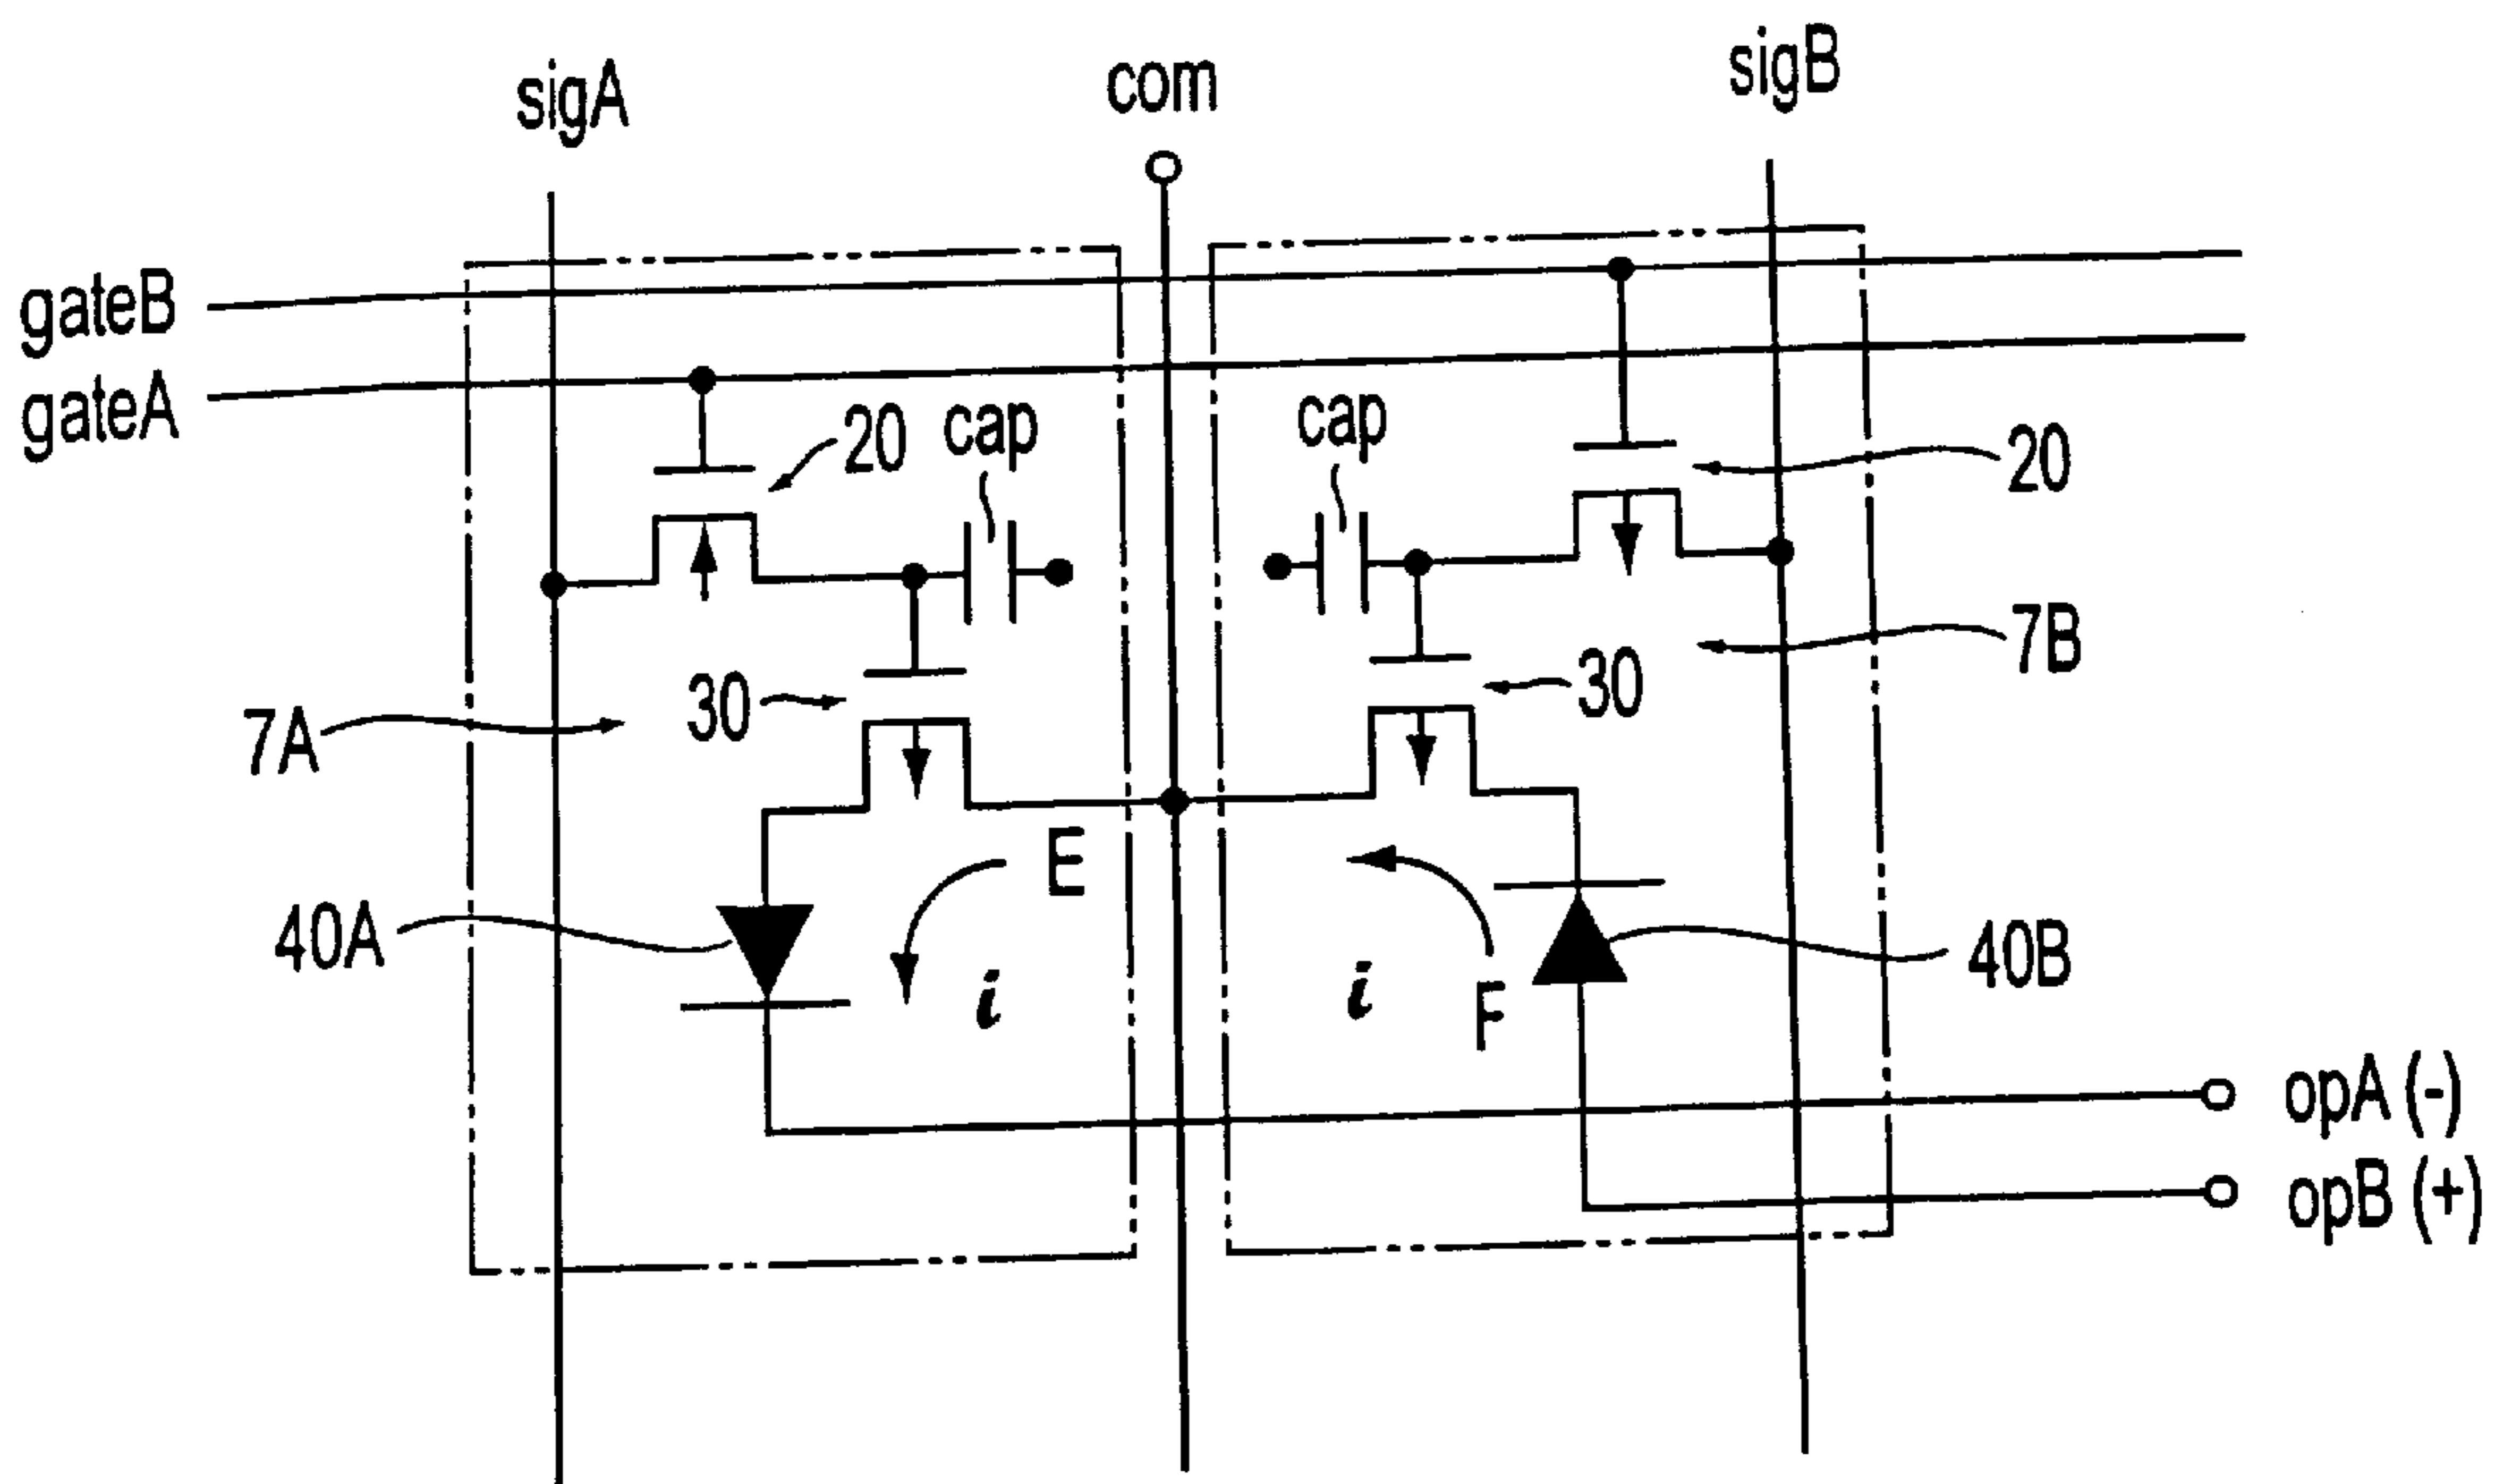 sigA
com
sigB
gateB
gateA
20
cap
cap
20
7B
30
30
7A
E
40A
i
i
F
40B
opA (-)
opB (+)